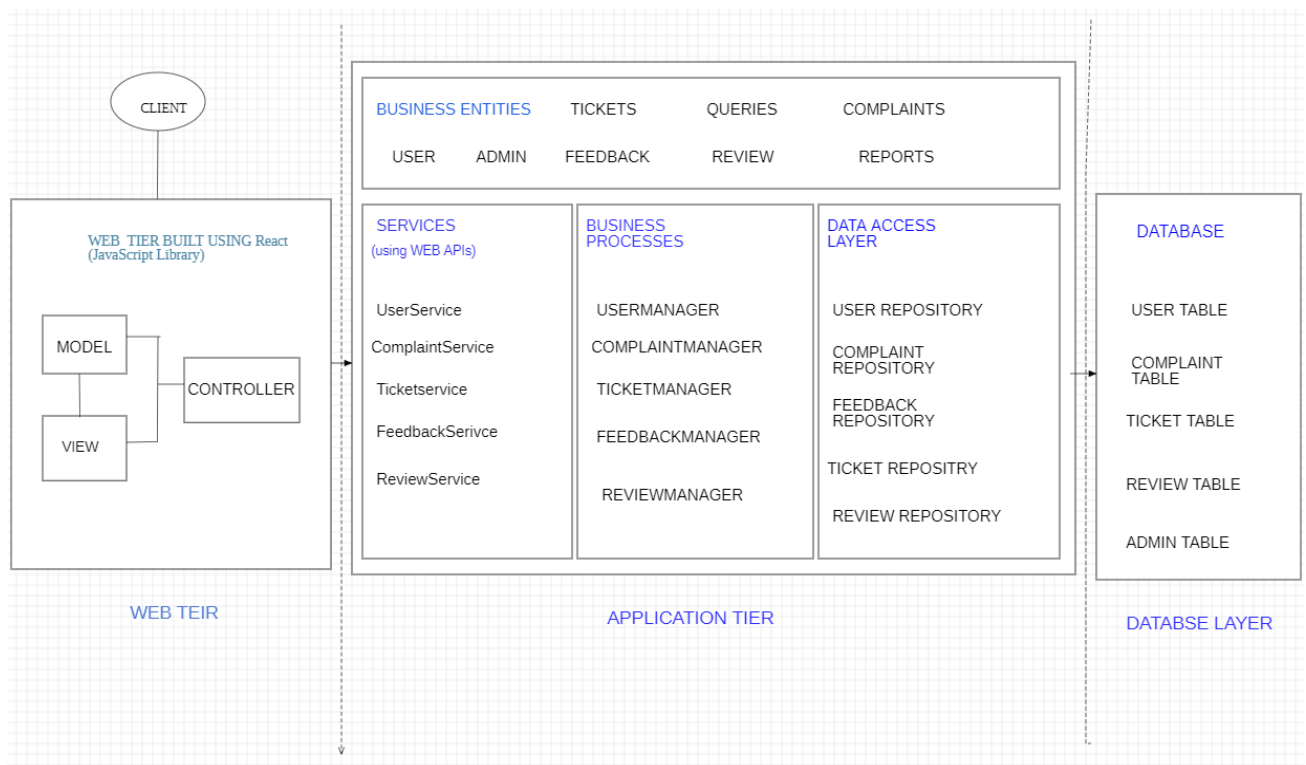 CLIENT
WEB TIER BUILT USING React
(JavaScript Library)
MODEL
CONTROLLER
VIEW
WEB TEIR
BUSINESS ENTITIES TICKETS QUERIES COMPLAINTS
USER ADMIN FEEDBACK REVIEW REPORTS
SERVICES
(using WEB APIs)
UserService
ComplaintService
Ticketservice
FeedbackSerivce
ReviewService
BUSINESS
PROCESSES
USERMANAGER
COMPLAINTMANAGER
TICKETMANAGER
FEEDBACKMANAGER
REVIEWMANAGER
DATA ACCESS
LAYER
USER REPOSITORY
COMPLAINT
REPOSITORY
FEEDBACK
REPOSITORY
TICKET REPOSITRY
REVIEW REPOSITORY
APPLICATION TIER
DATABASE
USER TABLE
COMPLAINT
TABLE
TICKET TABLE
REVIEW TABLE
ADMIN TABLE
DATABSE LAYER